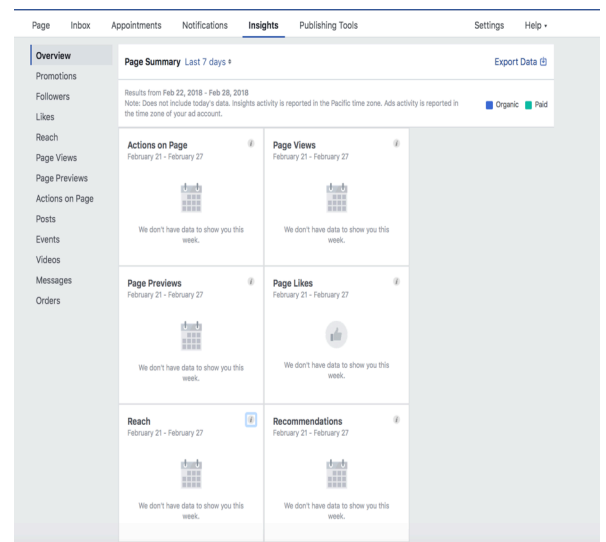 Page Inbox Appointments Notifications Insights Publishing Tools Settings Help
Overview
Promotions
Followers
Likes
Reach
Page Views
Page Previews
Actions on Page
Posts
Events
Videos
Messages
Orders
Page Summary Last 7 days
Export Data
Results from Feb 22, 2018 - Feb 28, 2018
Note: Does not include today's data. Insights activity is reported in the Pacific time zone. Ads activity is reported in
the time zone of your ad account.
Organic Paid
Actions on Page
February 21 - February 27
We don't have data to show you this
week.
Page Views
February 21 - February 27
We don't have data to show you this
week.
Page Previews
February 21 - February 27
We don't have data to show you this
week.
Page Likes
February 21 - February 27
We don't have data to show you this
week.
Reach
February 21 - February 27
We don't have data to show you this
week.
Recommendations
February 21 - February 27
We don't have data to show you this
week.